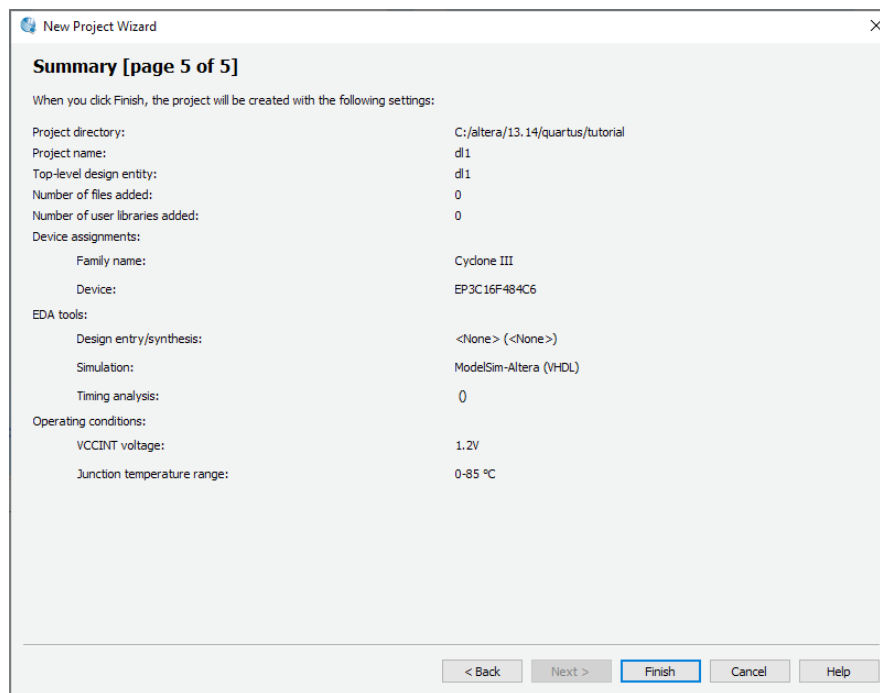 New Project Wizard
Summary [page 5 of 5]
When you click Finish, the project will be created with the following settings:
Project directory: C:/altera/13.14/quartus/tutorial
Project name: dl1
Top-level design entity: dl1
Number of files added: 0
Number of user libraries added: 0
Device assignments:
Family name: Cyclone III
Device: EP3C16F484C6
EDA tools:
Design entry/synthesis: <None> (<None>)
Simulation: ModelSim-Altera (VHDL)
Timing analysis: ()
Operating conditions:
VCCINT voltage: 1.2V
Junction temperature range: 0-85 ºC
< Back Next > Finish Cancel Help